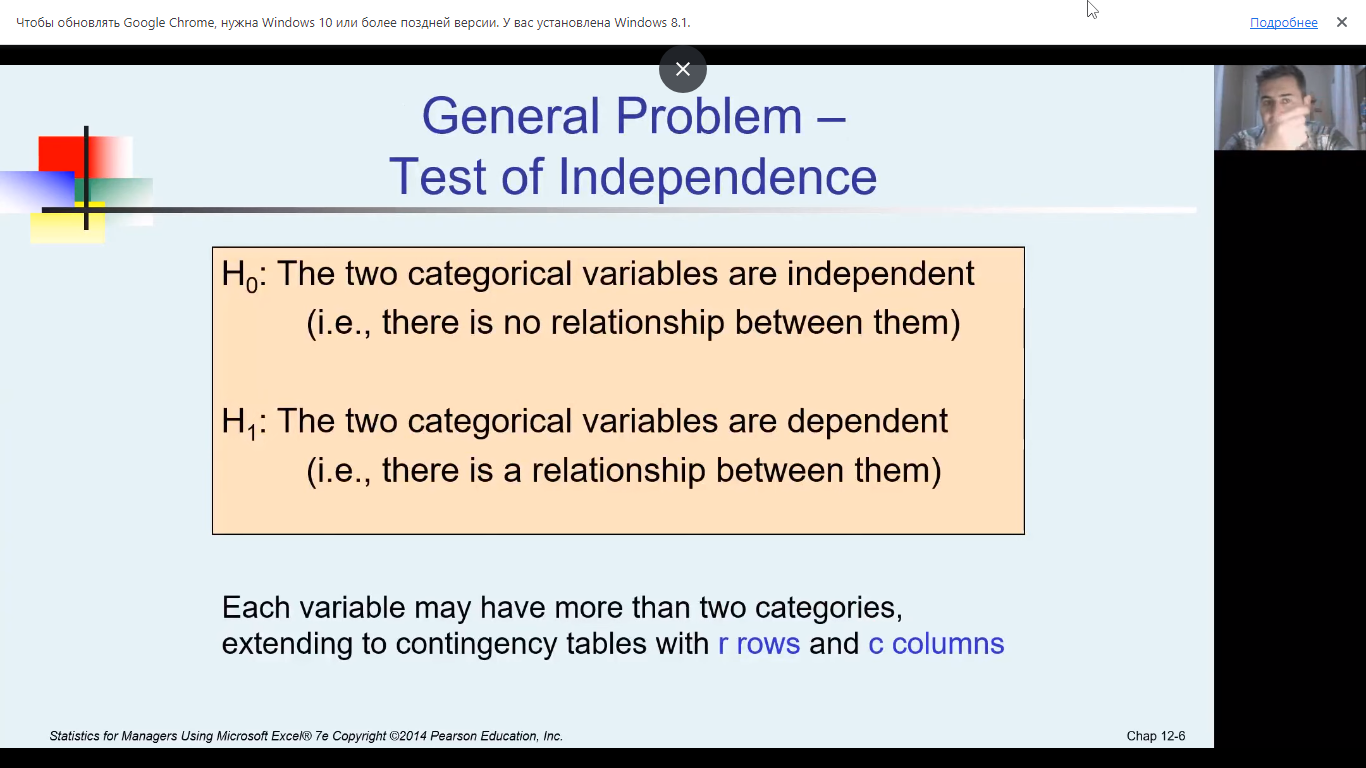 Чтобы обновлять Google Chrome, нужна Windows 10 или более поздней версии. У вас установлена Windows 8.1.
Подробнее
General Problem –
Test of Independence
H0: The two categorical variables are independent
(i.e., there is no relationship between them)
H1: The two categorical variables are dependent
(i.e., there is a relationship between them)
Each variable may have more than two categories,
extending to contingency tables with r rows and c columns
Statistics for Managers Using Microsoft Excel® 7e Copyright ©2014 Pearson Education, Inc.
Chap 12-6